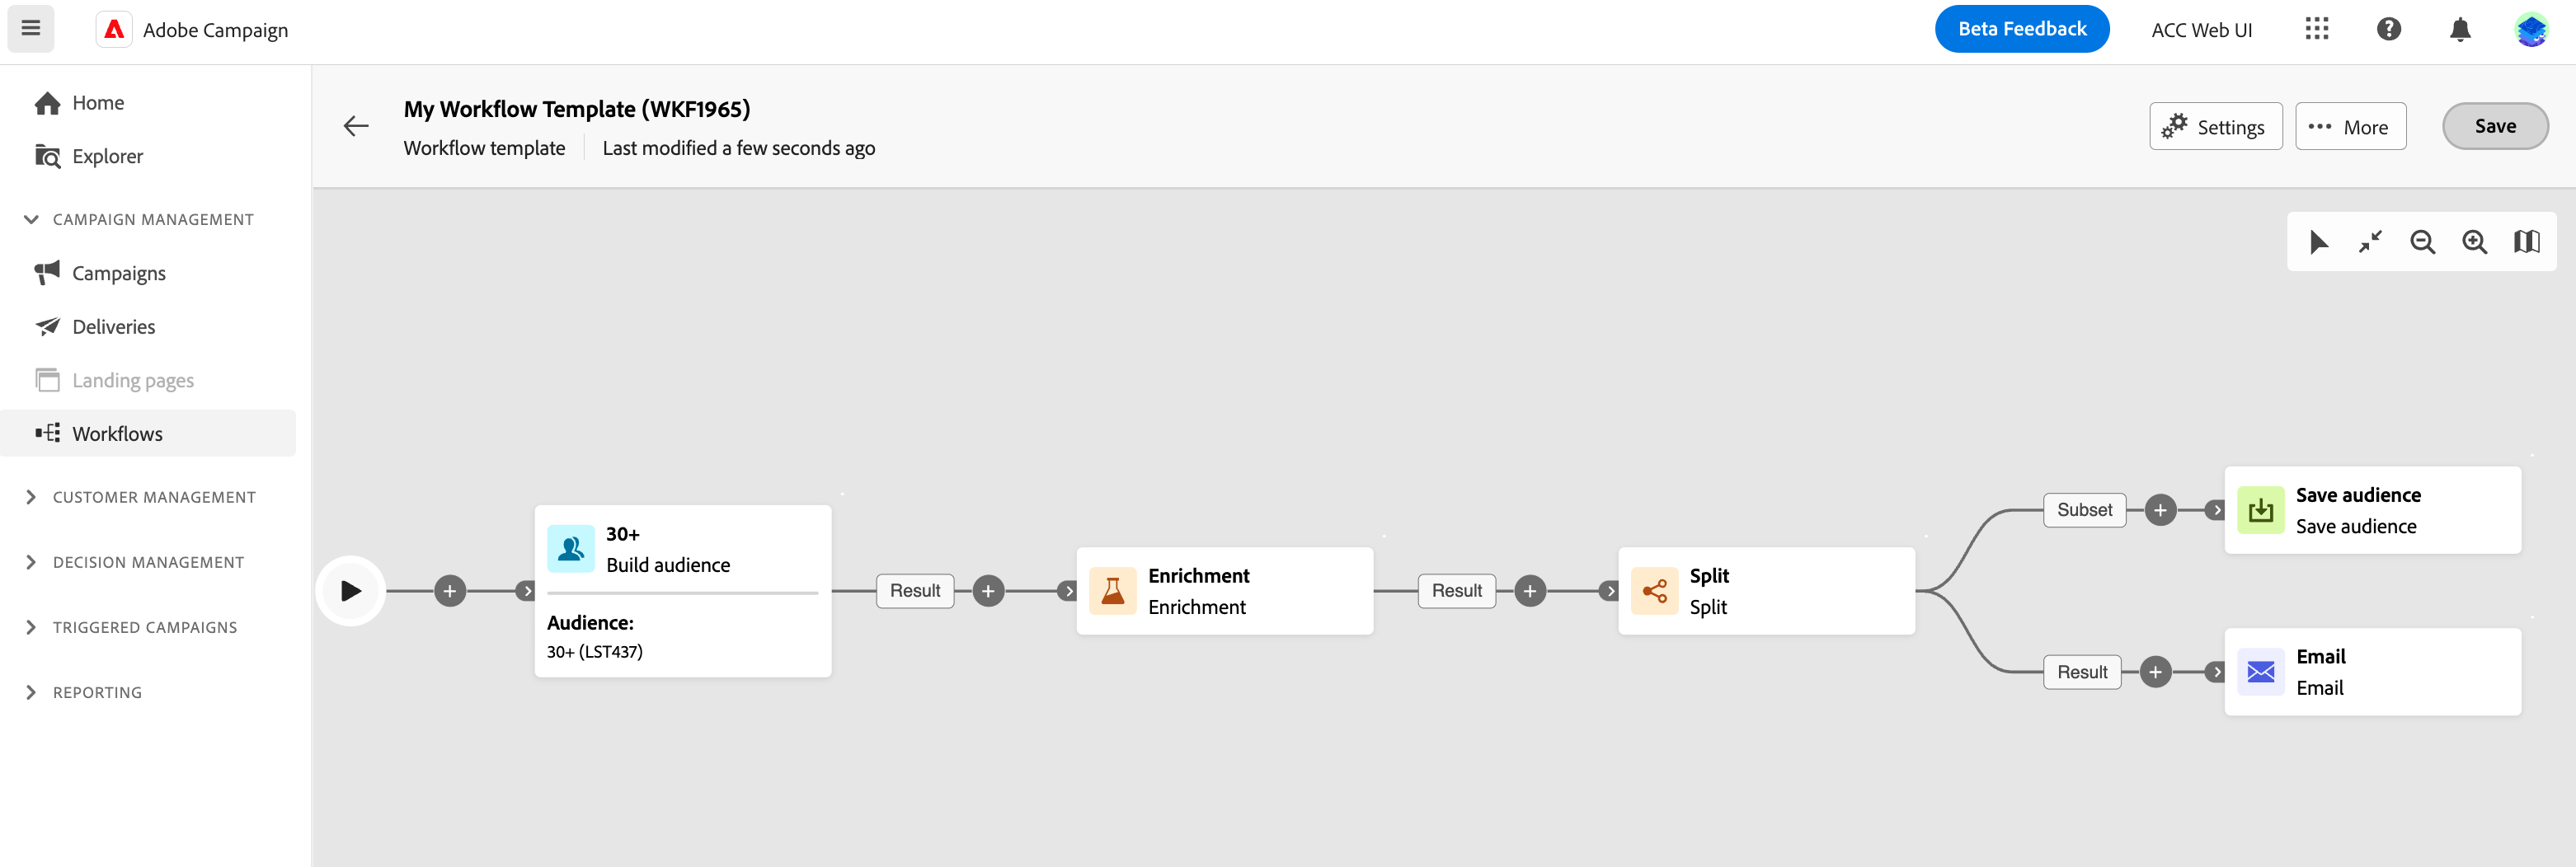 Adobe Campaign
Beta Feedback
ACC Web UI
Home
Explorer
CAMPAIGN MANAGEMENT
Campaigns
Deliveries
Landing pages
Workflows
CUSTOMER MANAGEMENT
DECISION MANAGEMENT
TRIGGERED CAMPAIGNS
REPORTING
My Workflow Template (WKF1965)
Workflow template
Last modified a few seconds ago
Settings
More
Save
30+
Build audience
Audience:
30+ (LST437)
Result
Enrichment
Enrichment
Result
Split
Split
Subset
Save audience
Save audience
Result
Email
Email